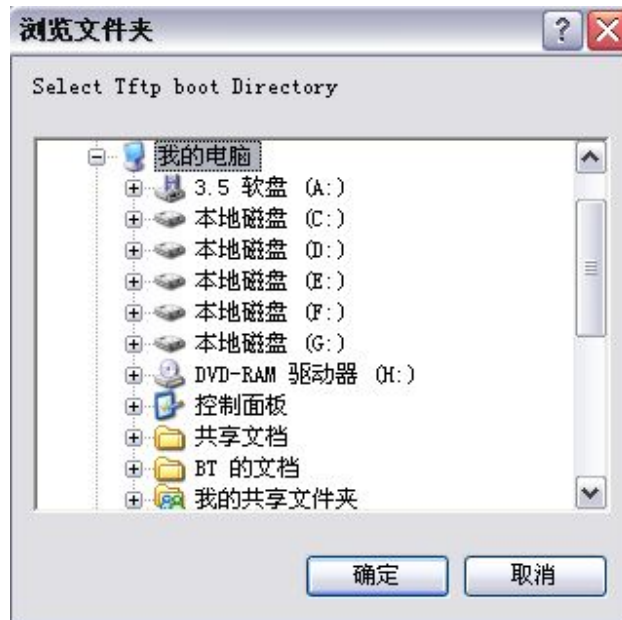 浏览文件夹
Select Tftp boot Directory
我的电脑
3.5 软盘 (A:)
本地磁盘 (C:)
本地磁盘 (D:)
本地磁盘 (E:)
本地磁盘 (F:)
本地磁盘 (G:)
DVD-RAM 驱动器 (H:)
控制面板
共享文档
BT 的文档
我的共享文件夹
确定 取消